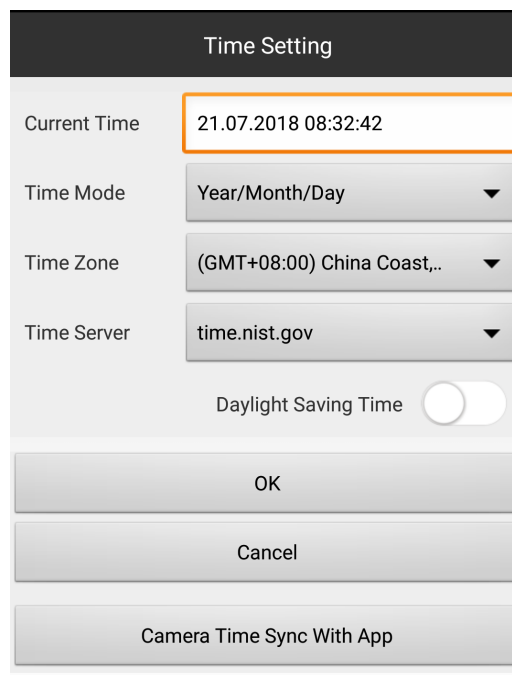 Time Setting
Current Time 21.07.2018 08:32:42
Time Mode Year/Month/Day
Time Zone (GMT+08:00) China Coast,..
Time Server time.nist.gov
Daylight Saving Time
OK
Cancel
Camera Time Sync With App